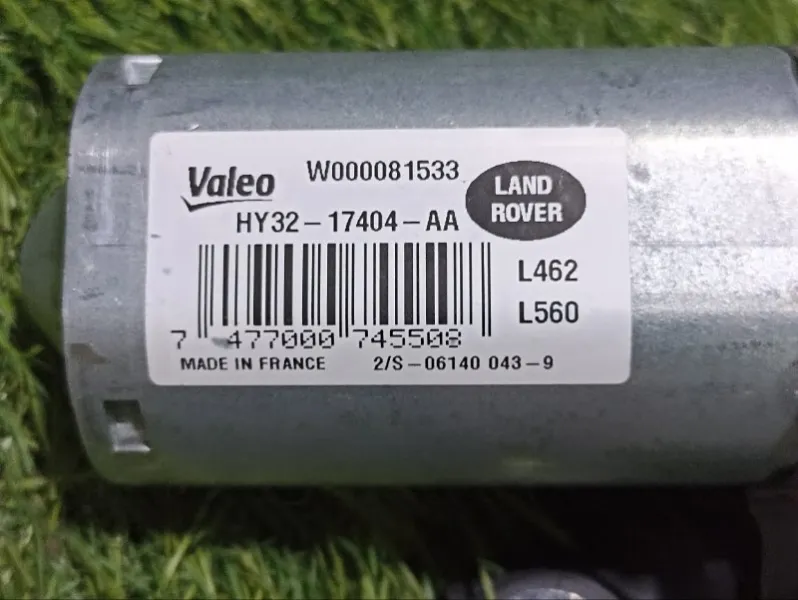 Valeo W000081533
LAND
ROVER
HY32-17404-AA
L462
L560
7 477000 745508
MADE IN FRANCE 2/S-06140 043-9